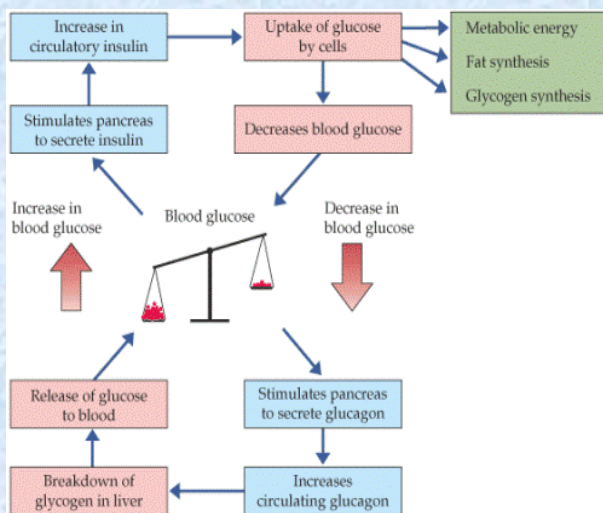 Increase in
circulatory insulin
Uptake of glucose
by cells
Metabolic energy
Fat synthesis
Glycogen synthesis
Stimulates pancreas
to secrete insulin
Decreases blood glucose
Increase in
blood glucose
Blood glucose
Decrease in
blood glucose
Release of glucose
to blood
Stimulates pancreas
to secrete glucagon
Breakdown of
glycogen in liver
Increases
circulating glucagon